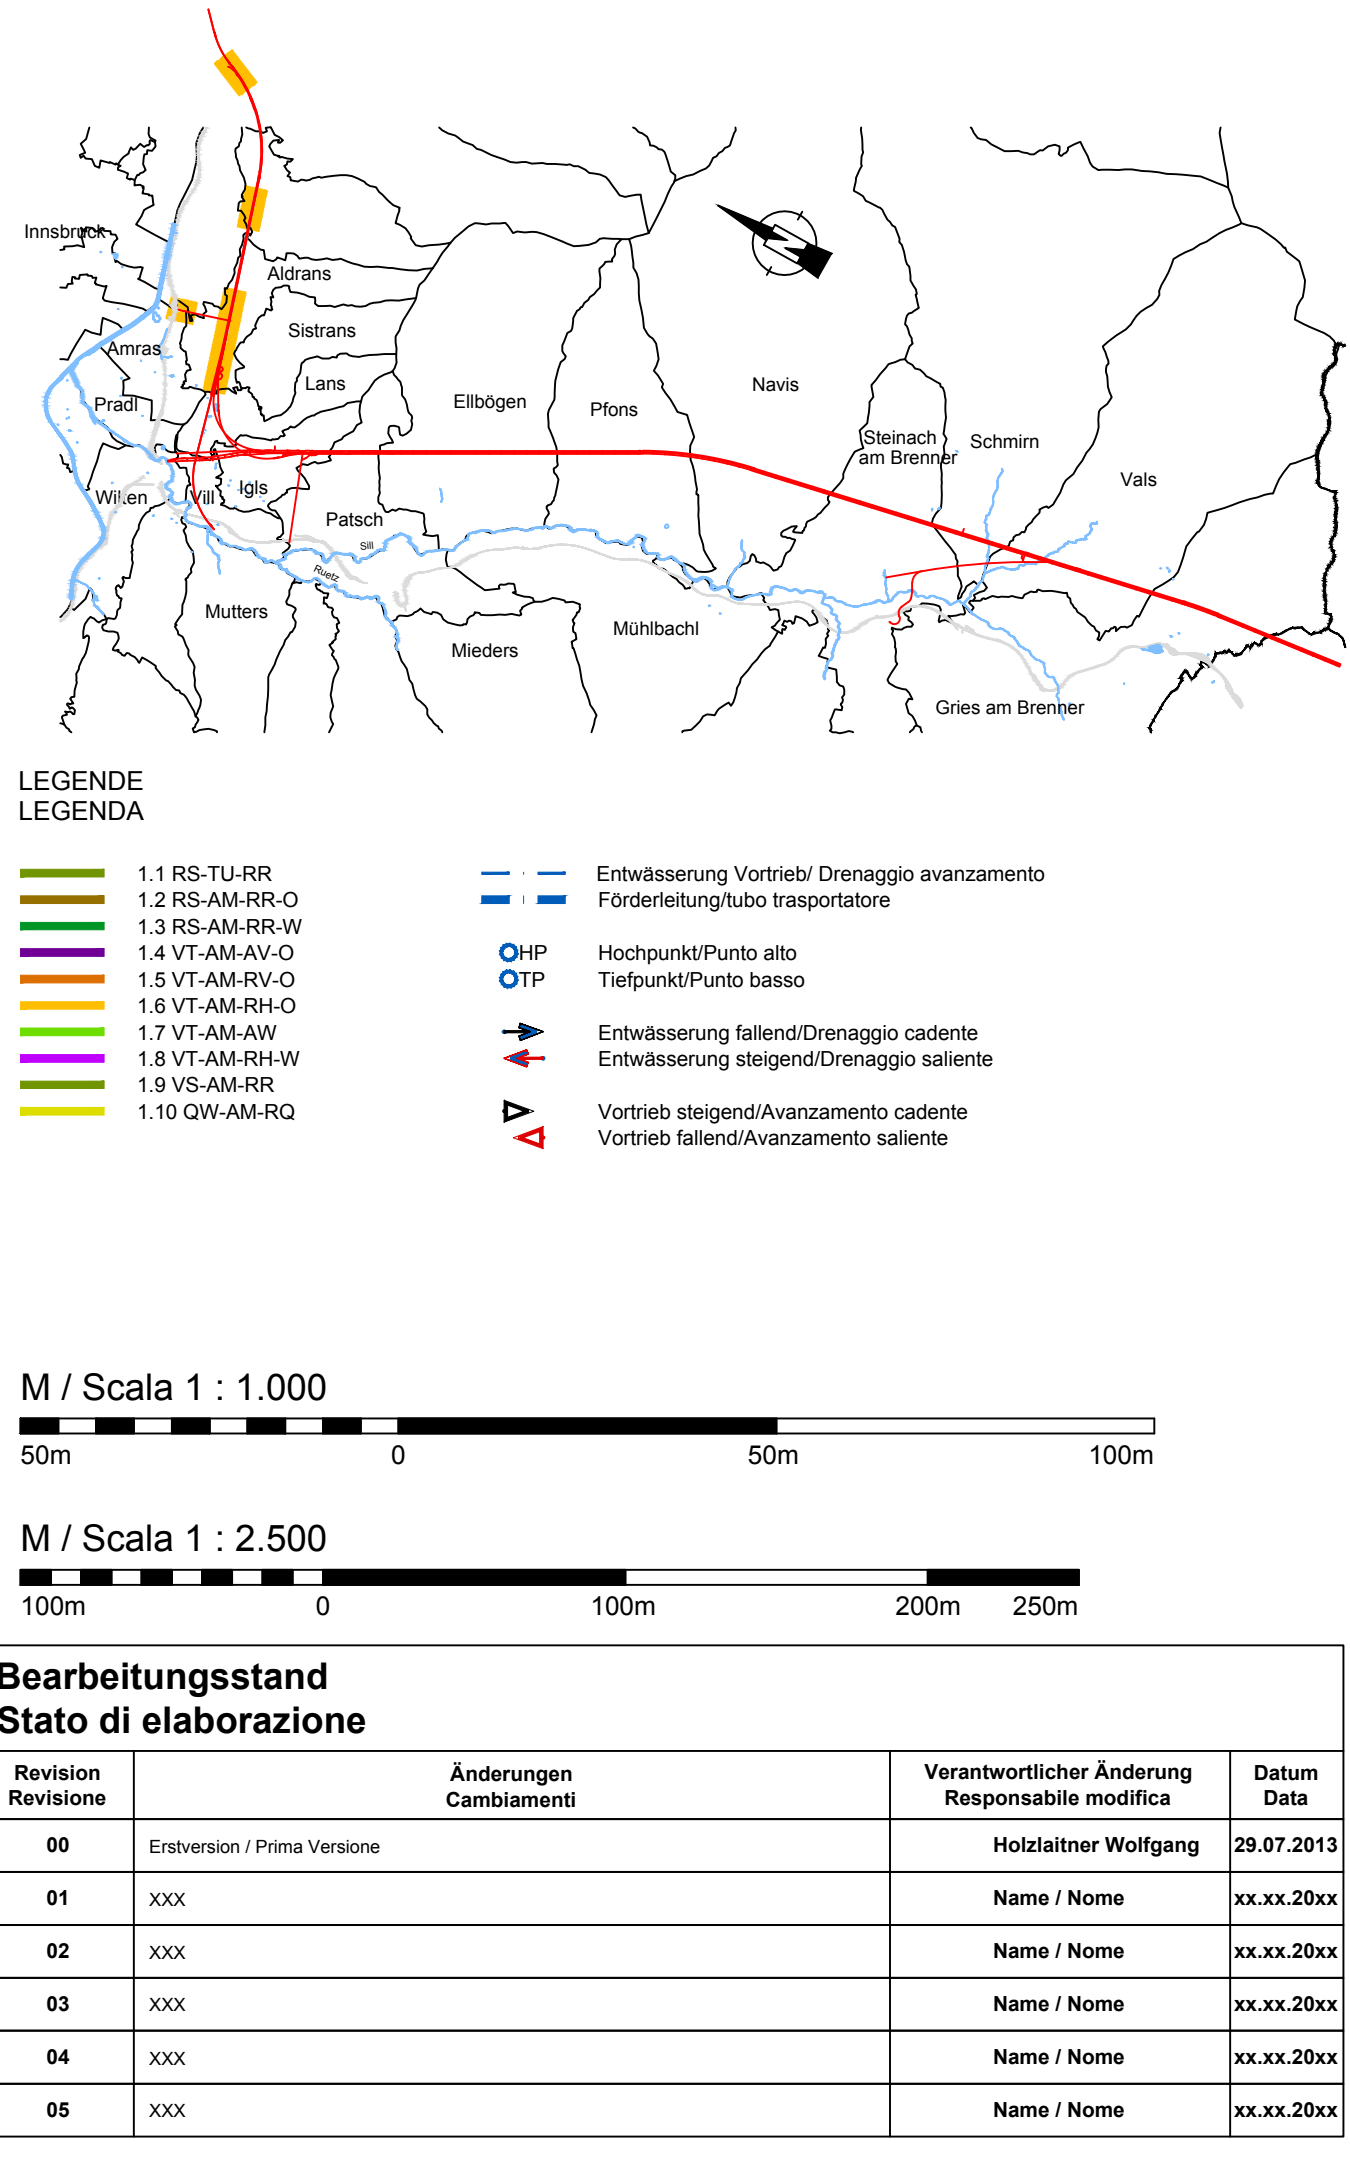 Innsbruck
Aldrans
Sistrans
Amras
Lans
Navis
Pradl
Ellbögen
Pfons
Steinach
am Brenner
Schmirn
Vals
Wilten
Vill
Igls
Patsch
Sill
Ruetz
Mutters
Mühlbachl
Mieders
Gries am Brenner
LEGENDE
LEGENDA
1.1 RS-TU-RR
1.2 RS-AM-RR-O
1.3 RS-AM-RR-W
1.4 VT-AM-AV-O
1.5 VT-AM-RV-O
1.6 VT-AM-RH-O
1.7 VT-AM-AW
1.8 VT-AM-RH-W
1.9 VS-AM-RR
1.10 QW-AM-RQ
Entwässerung Vortrieb/ Drenaggio avanzamento
Förderleitung/tubo trasportatore
HP Hochpunkt/Punto alto
TP Tiefpunkt/Punto basso
Entwässerung fallend/Drenaggio cadente
Entwässerung steigend/Drenaggio saliente
Vortrieb steigend/Avanzamento cadente
Vortrieb fallend/Avanzamento saliente
M / Scala 1 : 1.000
50m 0 50m 100m
M / Scala 1 : 2.500
100m 0 100m 200m 250m
Bearbeitungsstand
Stato di elaborazione
Revision Änderungen Verantwortlicher Änderung Datum
Revisione Cambiamenti Responsabile modifica Data
00 Erstversion / Prima Versione Holzlaitner Wolfgang 29.07.2013
01 XXX Name / Nome xx.xx.20xx
02 XXX Name / Nome xx.xx.20xx
03 XXX Name / Nome xx.xx.20xx
04 XXX Name / Nome xx.xx.20xx
05 XXX Name / Nome xx.xx.20xx